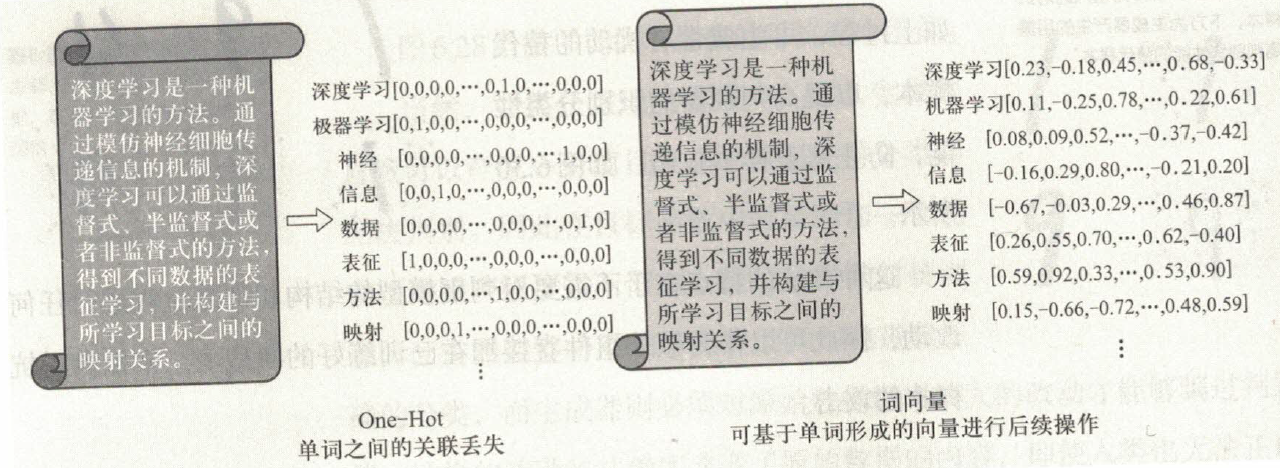 深度学习是一种机
器学习的方法。通
过模仿神经细胞传
递信息的机制，深
度学习可以通过监
督式、半监督式或
者非监督式的方法，
得到不同数据的表
征学习，并构建与
所学习目标之间的
映射关系。
深度学习[0,0,0,0,…,0,1,0,…,0,0,0]
极器学习[0,1,0,0,…,0,0,0,…,0,0,0]
神经 [0,0,0,0,…,0,0,0,…,1,0,0]
信息 [0,0,1,0,…,0,0,0,…,0,0,0]
数据 [0,0,0,0,…,0,0,0,…,0,1,0]
表征 [1,0,0,0,…,0,0,0,…,0,0,0]
方法 [0,0,0,0,…,1,0,0,…,0,0,0]
映射 [0,0,0,1,…,0,0,0,…,0,0,0]
⋮
One-Hot
单词之间的关联丢失
深度学习是一种机
器学习的方法。通
过模仿神经细胞传
递信息的机制，深
度学习可以通过监
督式、半监督式或
者非监督式的方法，
得到不同数据的表
征学习，并构建与
所学习目标之间的
映射关系。
深度学习[0.23,-0.18,0.45,…,0.68,-0.33]
机器学习[0.11,-0.25,0.78,…,0.22,0.61]
神经 [0.08,0.09,0.52,…,-0.37,-0.42]
信息 [-0.16,0.29,0.80,…,-0.21,0.20]
数据 [-0.67,-0.03,0.29,…,0.46,0.87]
表征 [0.26,0.55,0.70,…,0.62,-0.40]
方法 [0.59,0.92,0.33,…,0.53,0.90]
映射 [0.15,-0.66,-0.72,…,0.48,0.59]
⋮
词向量
可基于单词形成的向量进行后续操作